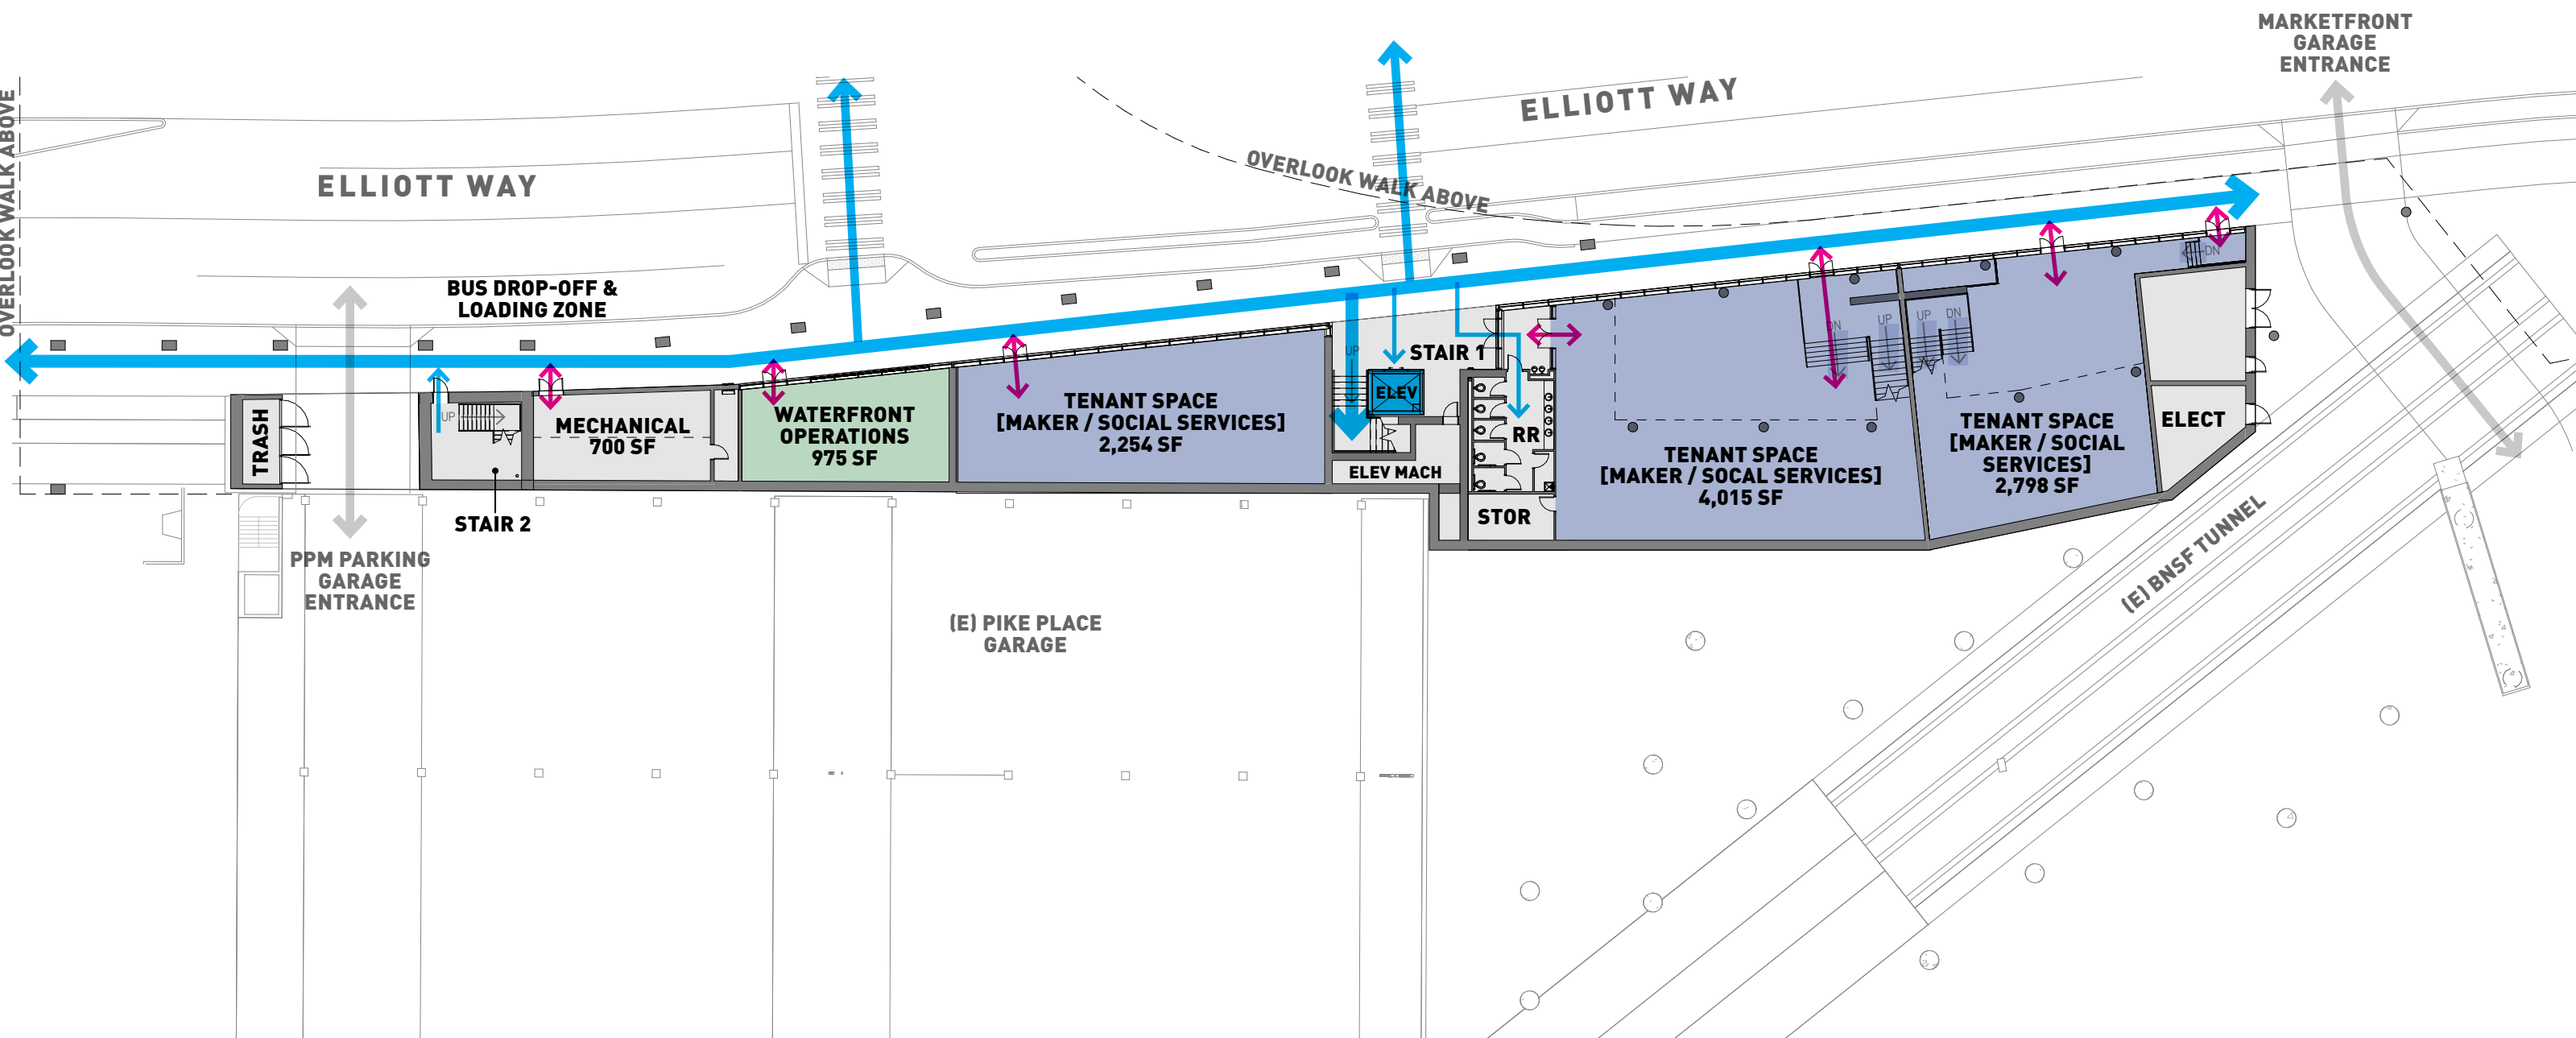 MARKETFRONT
GARAGE
ENTRANCE
ELLIOTT WAY
OVERLOOK WALK ABOVE
ELLIOTT WAY
OVERLOOK WALK ABOVE
BUS DROP-OFF &
LOADING ZONE
TRASH
UP
STAIR 2
MECHANICAL
700 SF
WATERFRONT
OPERATIONS
975 SF
TENANT SPACE
[MAKER / SOCIAL SERVICES]
2,254 SF
UP
STAIR 1
ELEV
ELEV MACH
RR
STOR
TENANT SPACE
[MAKER / SOCAL SERVICES]
4,015 SF
DN
UP
UP
DN
DN
TENANT SPACE
[MAKER / SOCIAL
SERVICES]
2,798 SF
ELECT
PPM PARKING
GARAGE
ENTRANCE
(E) PIKE PLACE
GARAGE
(E) BNSF TUNNEL